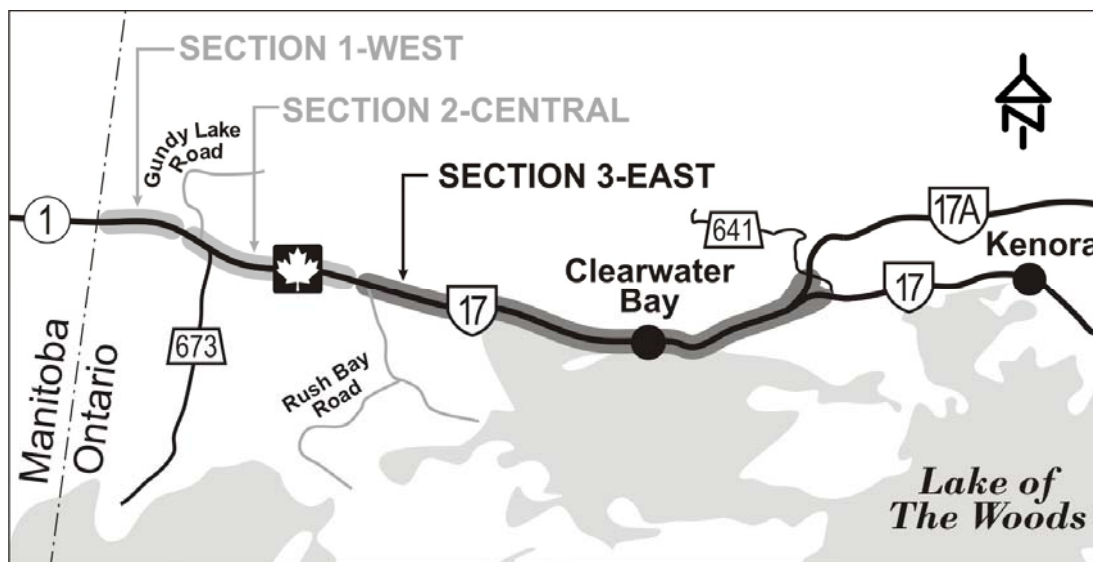 SECTION 1-WEST
SECTION 2-CENTRAL
Gundy Lake
Road
SECTION 3-EAST
N
1
17A
641
Kenora
Clearwater
Bay
17
17
673
Rush Bay
Road
Manitoba
Ontario
Lake of
The Woods